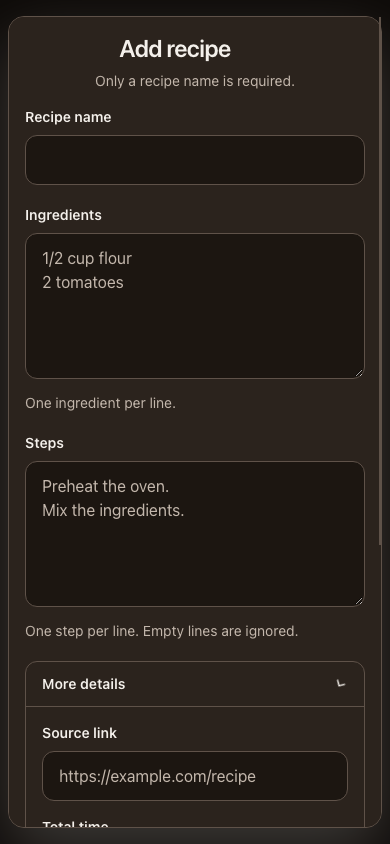 Add recipe
Only a recipe name is required.
Recipe name
Ingredients
1/2 cup flour
2 tomatoes
One ingredient per line.
Steps
Preheat the oven.
Mix the ingredients.
One step per line. Empty lines are ignored.
More details
Source link
https://example.com/recipe
Total time